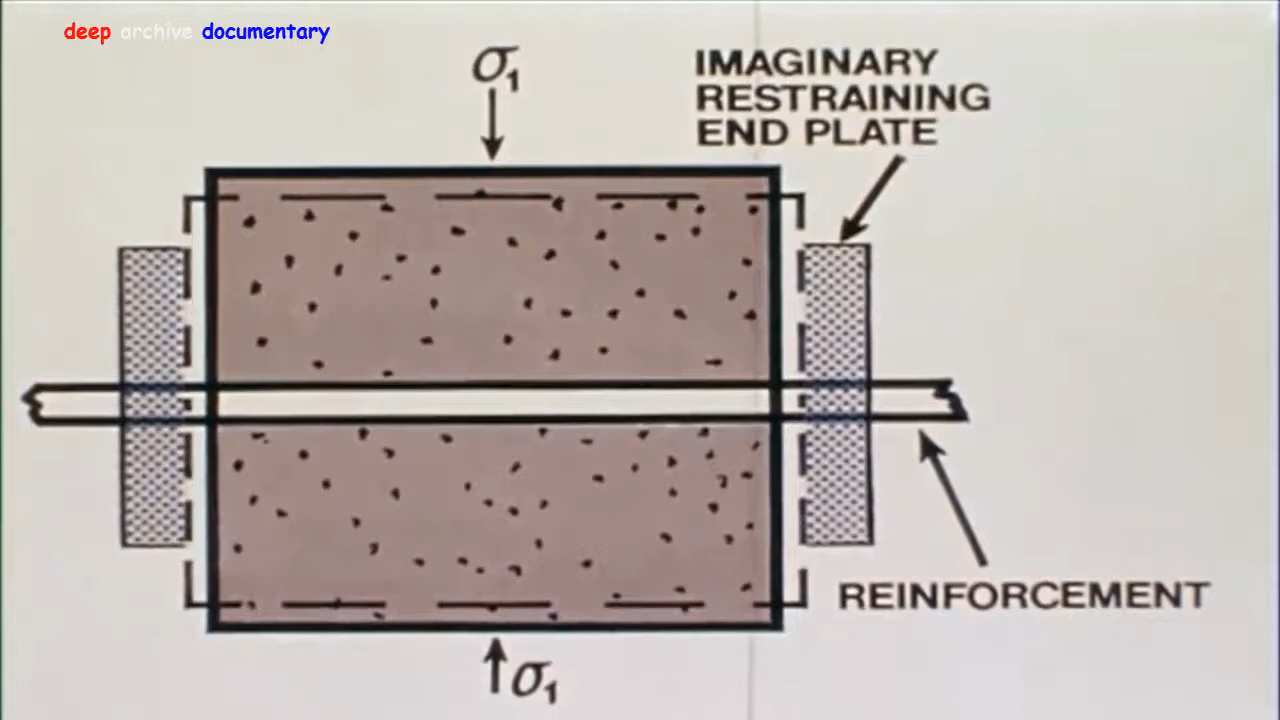 deep archive documentary
σ₁
IMAGINARY
RESTRAINING
END PLATE
REINFORCEMENT
σ₁